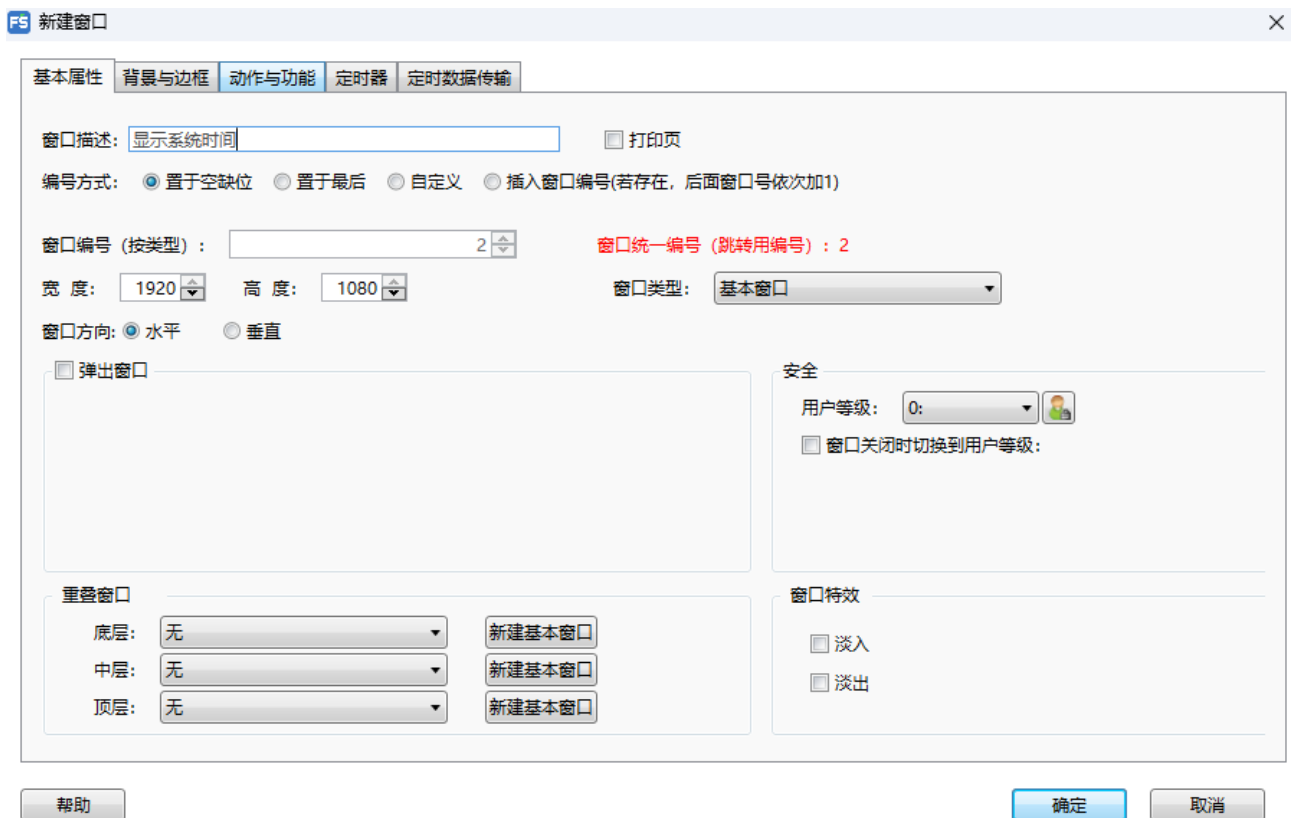 FS 新建窗口
基本属性 背景与边框 动作与功能 定时器 定时数据传输
窗口描述: 显示系统时间 打印页
编号方式: 置于空缺位 置于最后 自定义 插入窗口编号(若存在，后面窗口号依次加1)
窗口编号（按类型）: 2 窗口统一编号（跳转用编号）: 2
宽 度: 1920 高 度: 1080 窗口类型: 基本窗口
窗口方向: 水平 垂直
弹出窗口 安全
用户等级: 0:
窗口关闭时切换到用户等级:
重叠窗口 窗口特效
底层: 无 新建基本窗口
淡入
中层: 无 新建基本窗口
淡出
顶层: 无 新建基本窗口
帮助 确定 取消